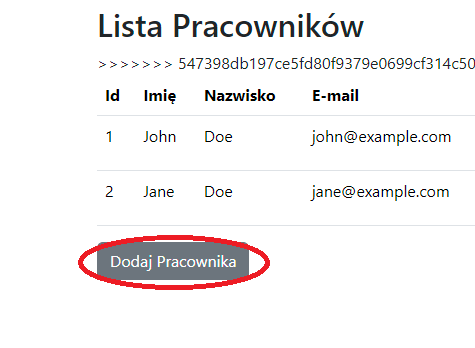 Lista Pracowników
>>>>>>> 547398db197ce5fd80f9379e0699cf314c50
Id Imię Nazwisko E-mail
1 John Doe john@example.com
2 Jane Doe jane@example.com
Dodaj Pracownika